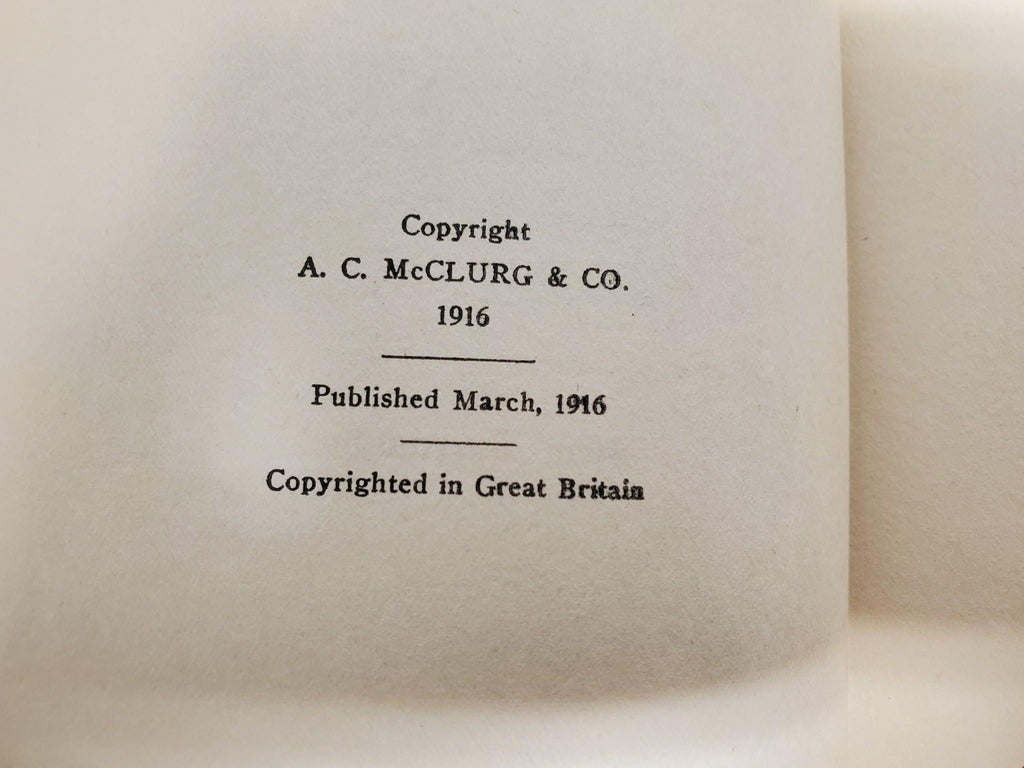 Copyright
A. C. McCLURG & CO.
1916
Published March, 1916
Copyrighted in Great Britain